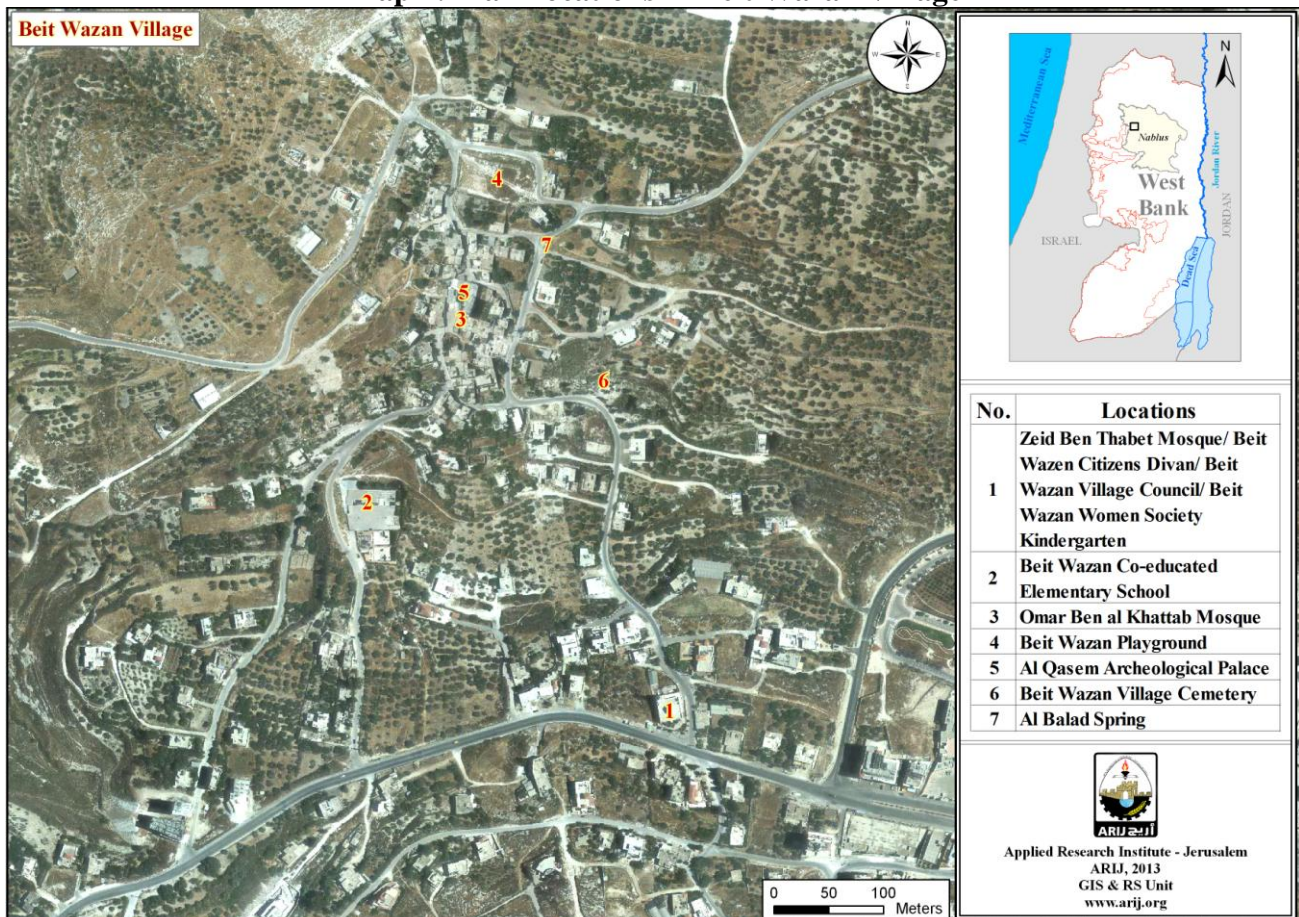 Beit Wazan Village
N
W
E
S
4
7
5
3
6
2
1
0 50 100
Meters
N
Mediterranean Sea
Nablus
Jordan River
West
Bank
JORDAN
ISRAEL
Dead Sea
No. Locations
1 Zeid Ben Thabet Mosque/ Beit
Wazen Citizens Divan/ Beit
Wazan Village Council/ Beit
Wazan Women Society
Kindergarten
2 Beit Wazan Co-educated
Elementary School
3 Omar Ben al Khattab Mosque
4 Beit Wazan Playground
5 Al Qasem Archeological Palace
6 Beit Wazan Village Cemetery
7 Al Balad Spring
ARIJ أريج
Applied Research Institute - Jerusalem
ARIJ, 2013
GIS & RS Unit
www.arij.org